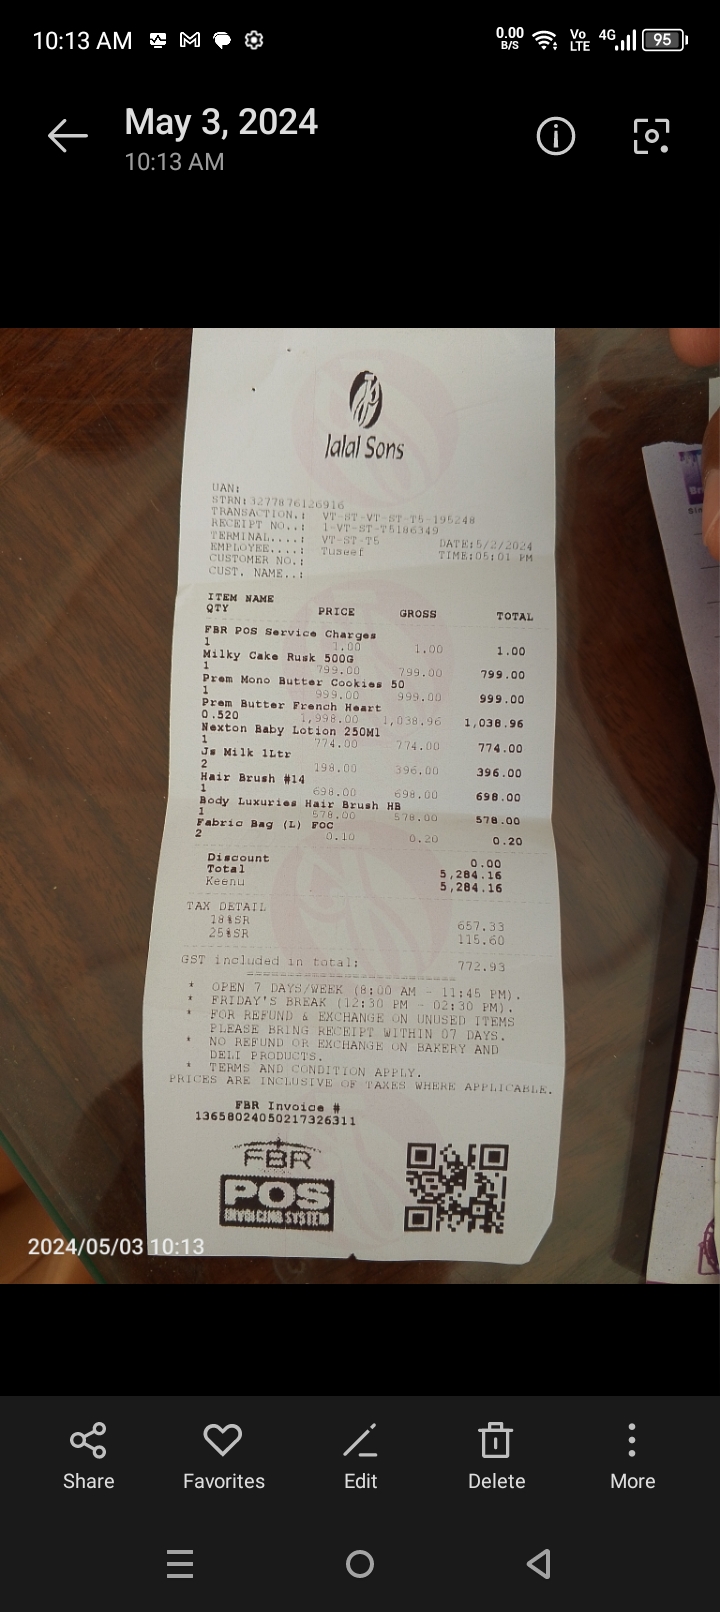 10:13 AM
0.00 B/S Vo LTE 4G 95
May 3, 2024
10:13 AM
Jalal Sons
UAN:
STRN:3277876126916
TRANSACTION.: VT-ST-VT-ST-T5-195248
RECEIPT NO..: 1-VT-ST-T5186349
TERMINAL....: VT-ST-T5 DATE:5/2/2024
EMPLOYEE....: Tuseef TIME:05:01 PM
CUSTOMER NO.:
CUST. NAME..:
ITEM NAME
QTY PRICE GROSS TOTAL
FBR POS Service Charges
1 1.00 1.00 1.00
Milky Cake Rusk 500G
1 799.00 799.00 799.00
Prem Mono Butter Cookies 50
1 999.00 999.00 999.00
Prem Butter French Heart
0.520 1,998.00 1,038.96 1,038.96
Nexton Baby Lotion 250Ml
1 774.00 774.00 774.00
Js Milk 1Ltr
2 198.00 396.00 396.00
Hair Brush #14
1 698.00 698.00 698.00
Body Luxuries Hair Brush HB
1 578.00 578.00 578.00
Fabric Bag (L) FOC
2 0.10 0.20 0.20
Discount 0.00
Total 5,284.16
Keenu 5,284.16
TAX DETAIL
18%SR 657.33
25%SR 115.60
GST included in total: 772.93
* OPEN 7 DAYS/WEEK (8:00 AM - 11:45 PM).
* FRIDAY'S BREAK (12:30 PM - 02:30 PM).
* FOR REFUND & EXCHANGE ON UNUSED ITEMS
PLEASE BRING RECEIPT WITHIN 07 DAYS.
* NO REFUND OR EXCHANGE ON BAKERY AND
DELI PRODUCTS.
* TERMS AND CONDITION APPLY.
PRICES ARE INCLUSIVE OF TAXES WHERE APPLICABLE.
FBR Invoice #
13658024050217326311
FBR
POS
INVOICING SYSTEM
2024/05/03 10:13
Share Favorites Edit Delete More